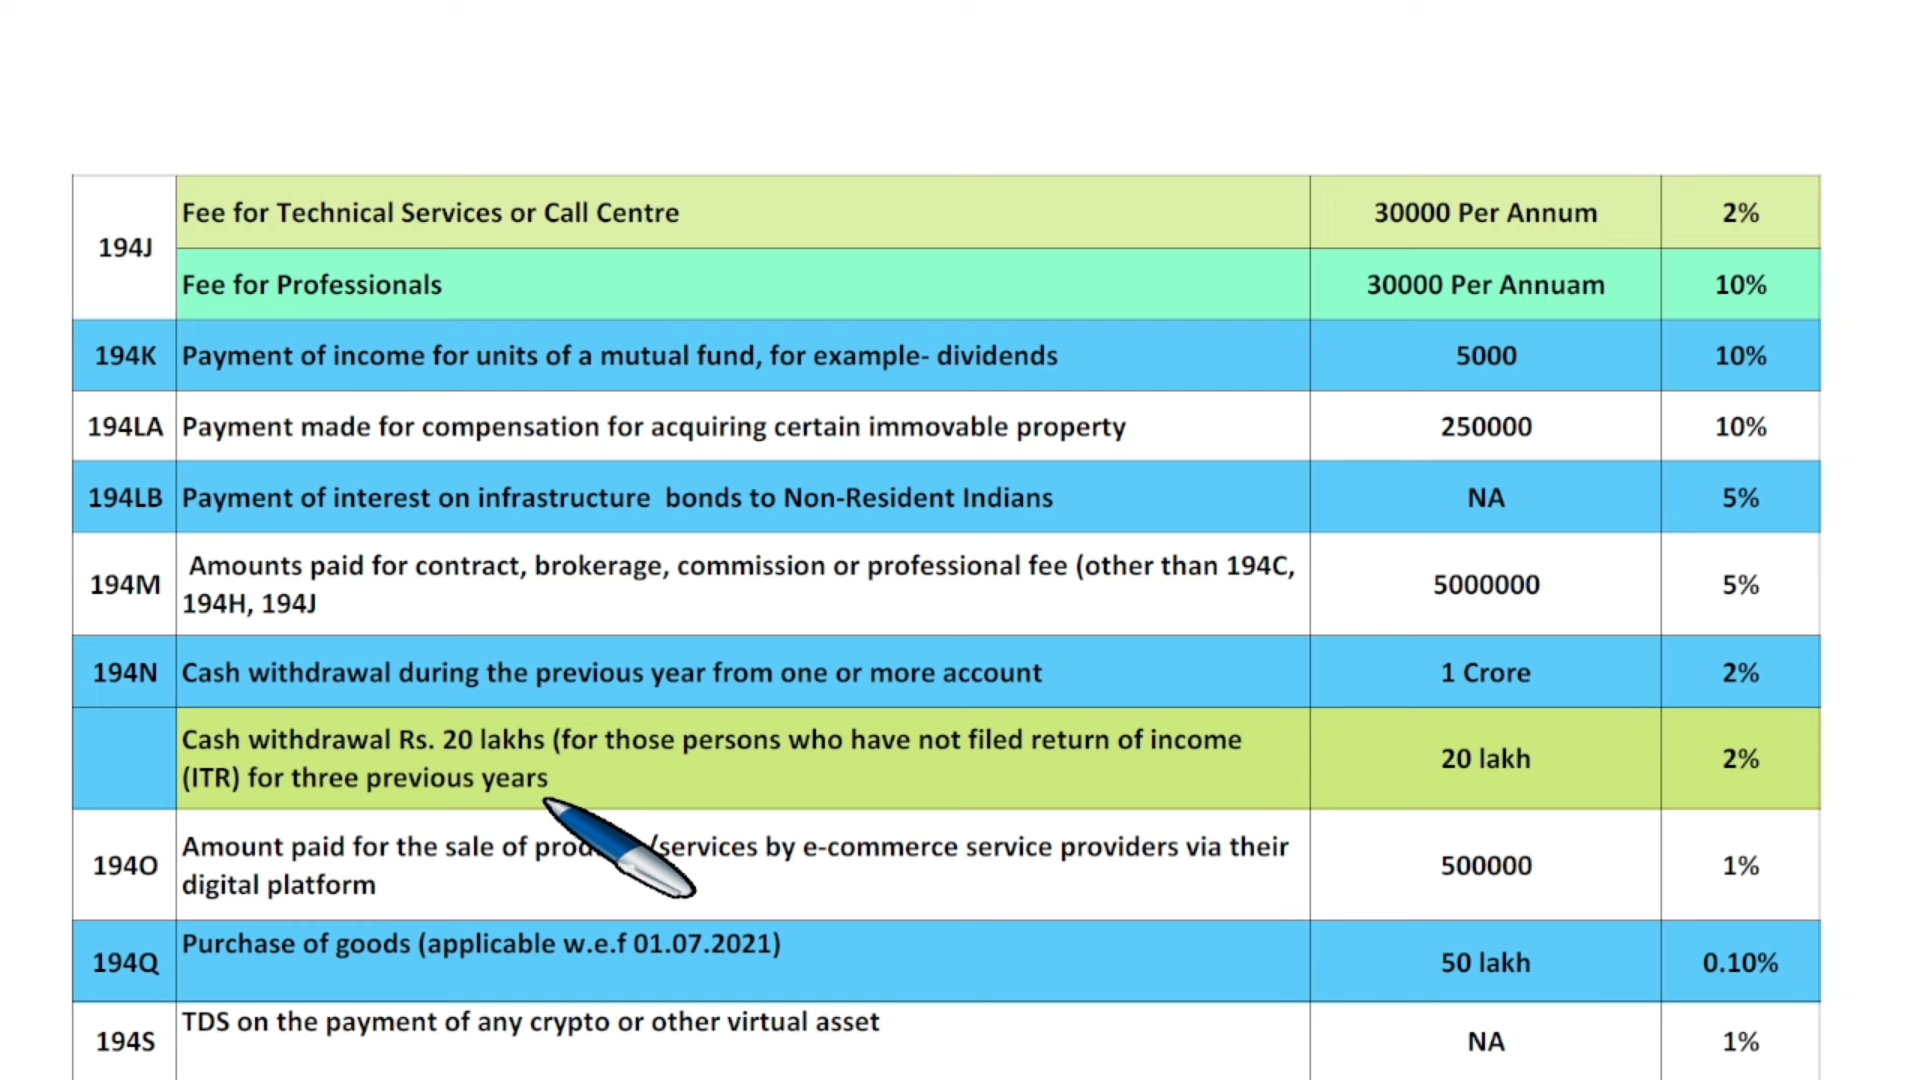 194J
Fee for Technical Services or Call Centre
30000 Per Annum
2%
Fee for Professionals
30000 Per Annuam
10%
194K
Payment of income for units of a mutual fund, for example- dividends
5000
10%
194LA
Payment made for compensation for acquiring certain immovable property
250000
10%
194LB
Payment of interest on infrastructure  bonds to Non-Resident Indians
NA
5%
194M
Amounts paid for contract, brokerage, commission or professional fee (other than 194C,
194H, 194J
5000000
5%
194N
Cash withdrawal during the previous year from one or more account
1 Crore
2%
Cash withdrawal Rs. 20 lakhs (for those persons who have not filed return of income
(ITR) for three previous years
20 lakh
2%
194O
Amount paid for the sale of /services by e-commerce service providers via their
digital platform
500000
1%
194Q
Purchase of goods (applicable w.e.f 01.07.2021)
50 lakh
0.10%
194S
TDS on the payment of any crypto or other virtual asset
NA
1%